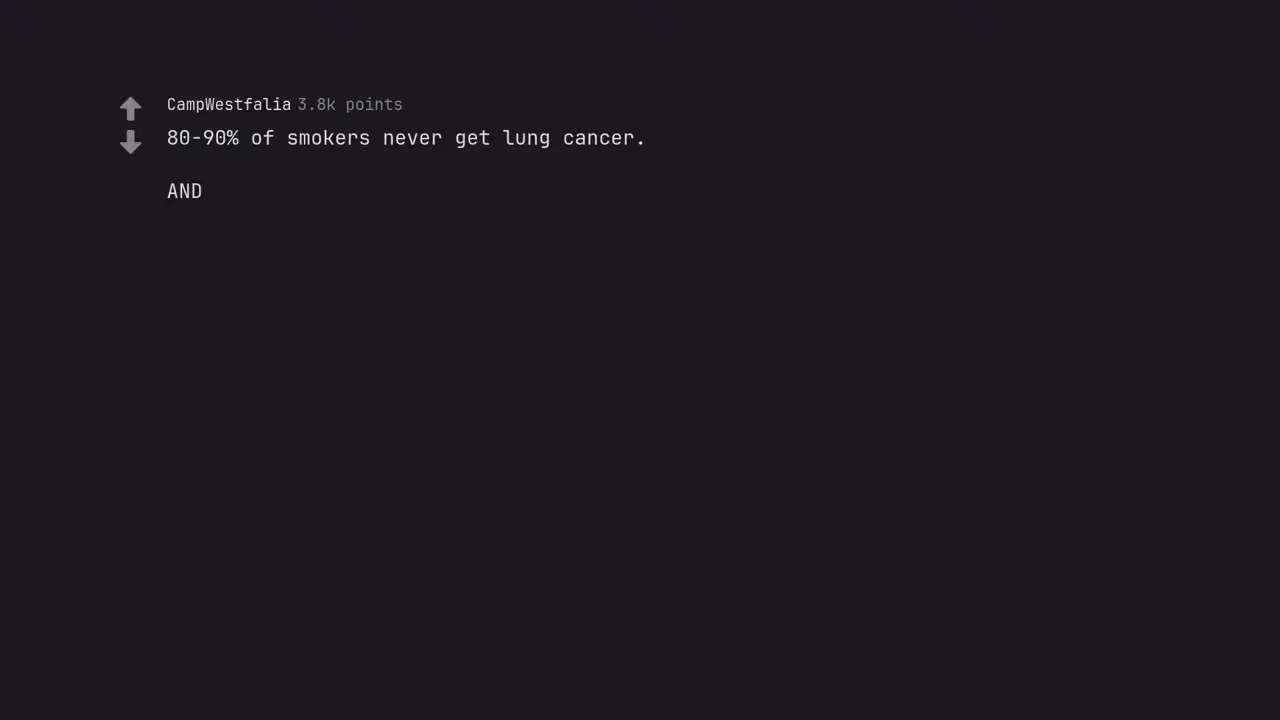 CampWestfalia 3.8k points
80-90% of smokers never get lung cancer.
AND